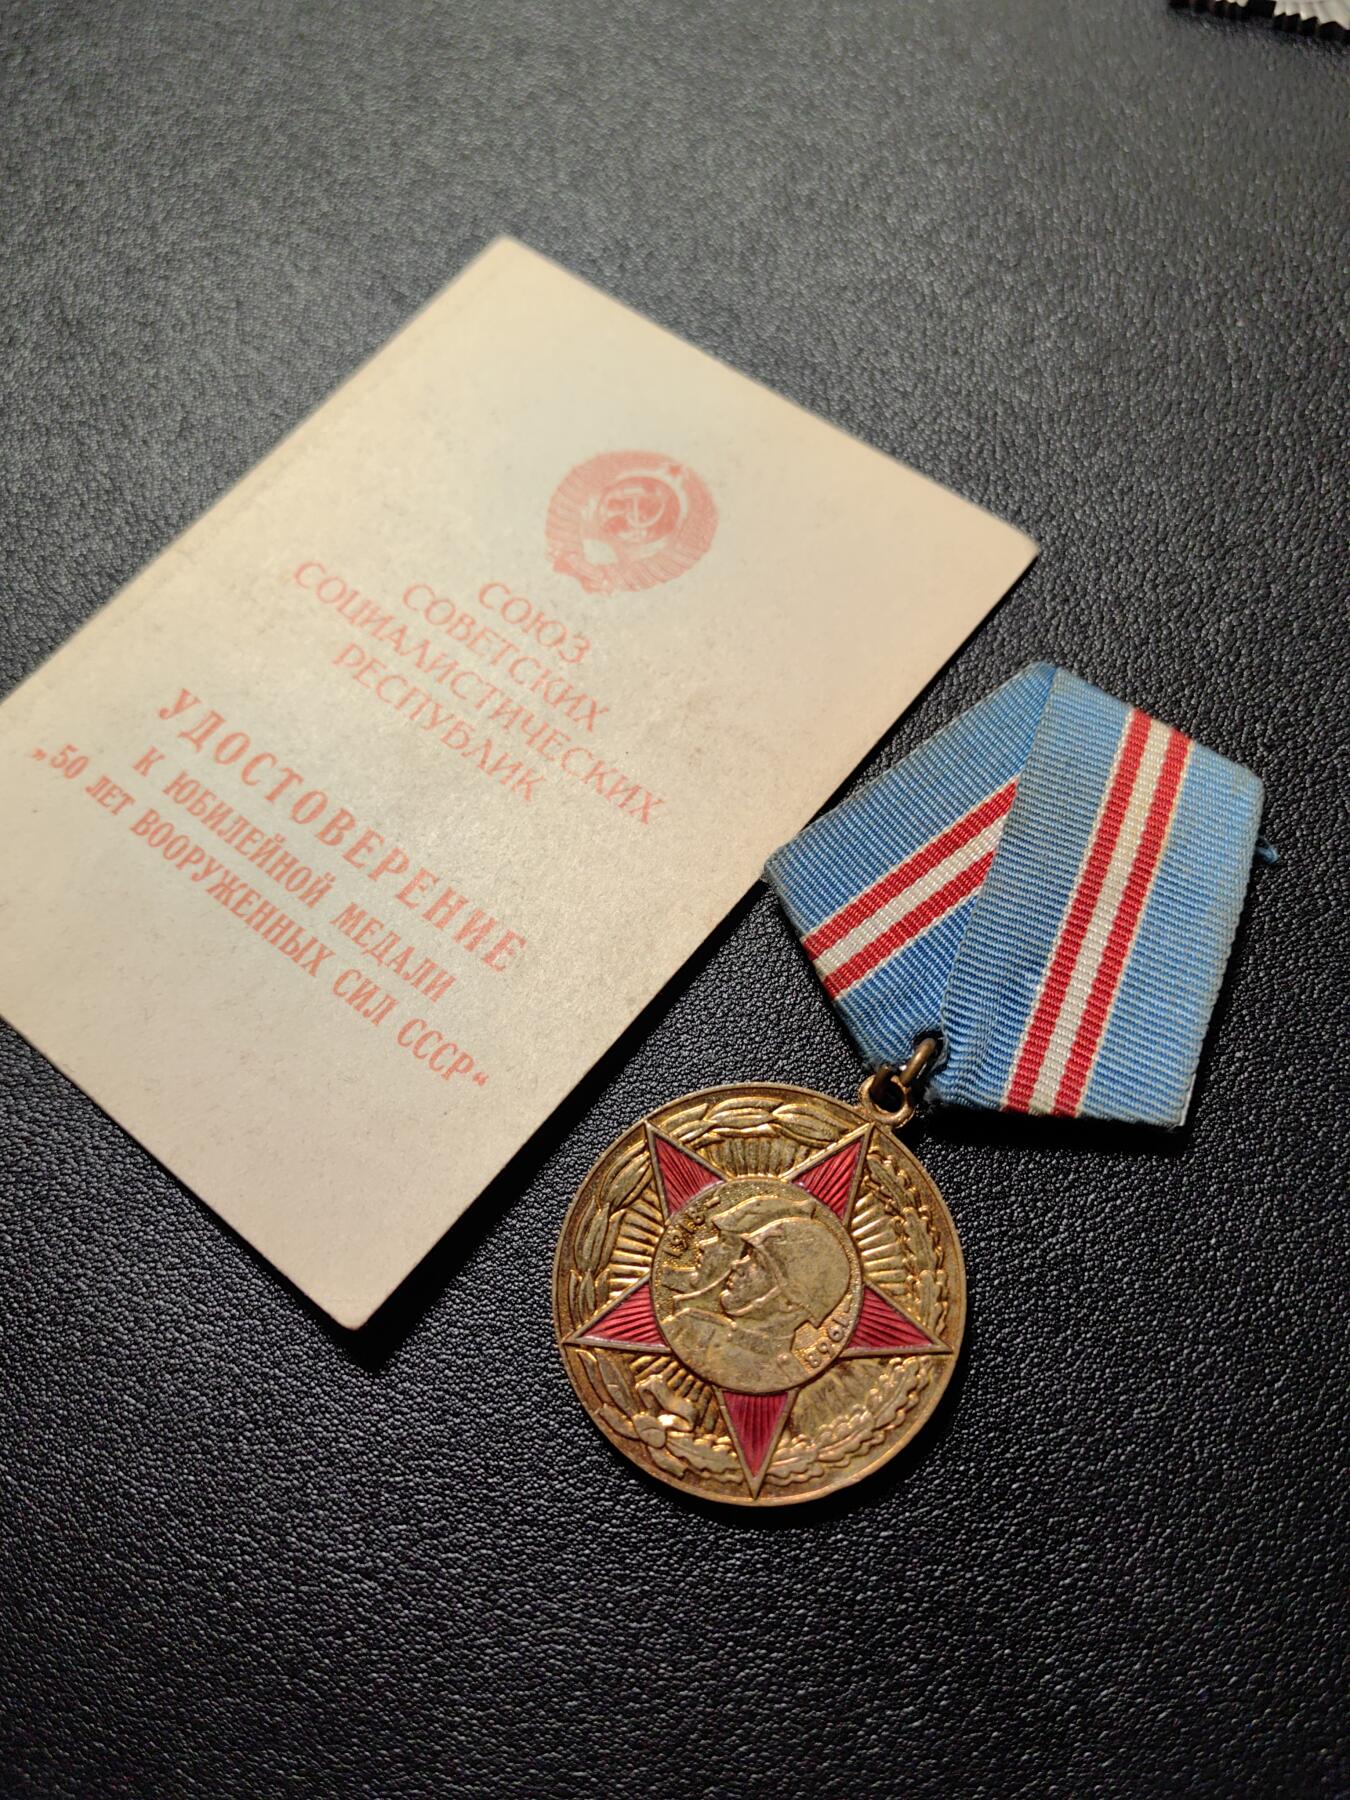 СОЮЗ
СОВЕТСКИХ
СОЦИАЛИСТИЧЕСКИХ
РЕСПУБЛИК
УДОСТОВЕРЕНИЕ
К ЮБИЛЕЙНОЙ МЕДАЛИ
„50 ЛЕТ ВООРУЖЕННЫХ СИЛ СССР“
1918
1968